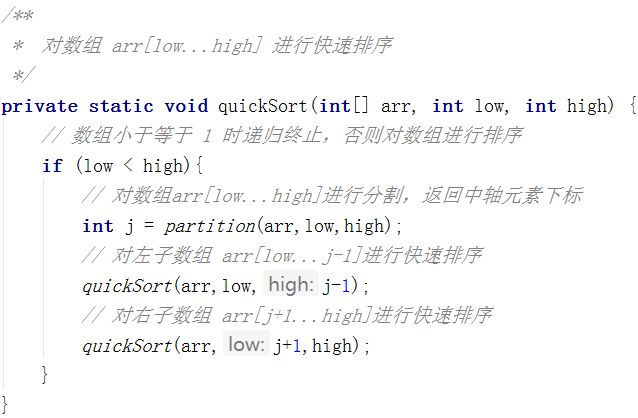 /**
 *  对数组 arr[low...high] 进行快速排序
 */
private static void quickSort(int[] arr, int low, int high) {
    // 数组小于等于 1 时递归终止，否则对数组进行排序
    if (low < high){
        // 对数组arr[low...high]进行分割，返回中轴元素下标
        int j = partition(arr,low,high);
        // 对左子数组 arr[low...j-1]进行快速排序
        quickSort(arr,low, high: j-1);
        // 对右子数组 arr[j+1...high]进行快速排序
        quickSort(arr, low: j+1,high);
    }
}